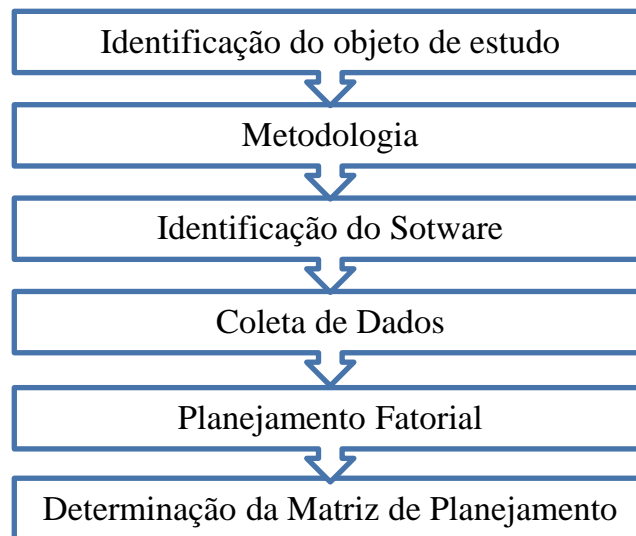 Identificação do objeto de estudo
Metodologia
Identificação do Sotware
Coleta de Dados
Planejamento Fatorial
Determinação da Matriz de Planejamento